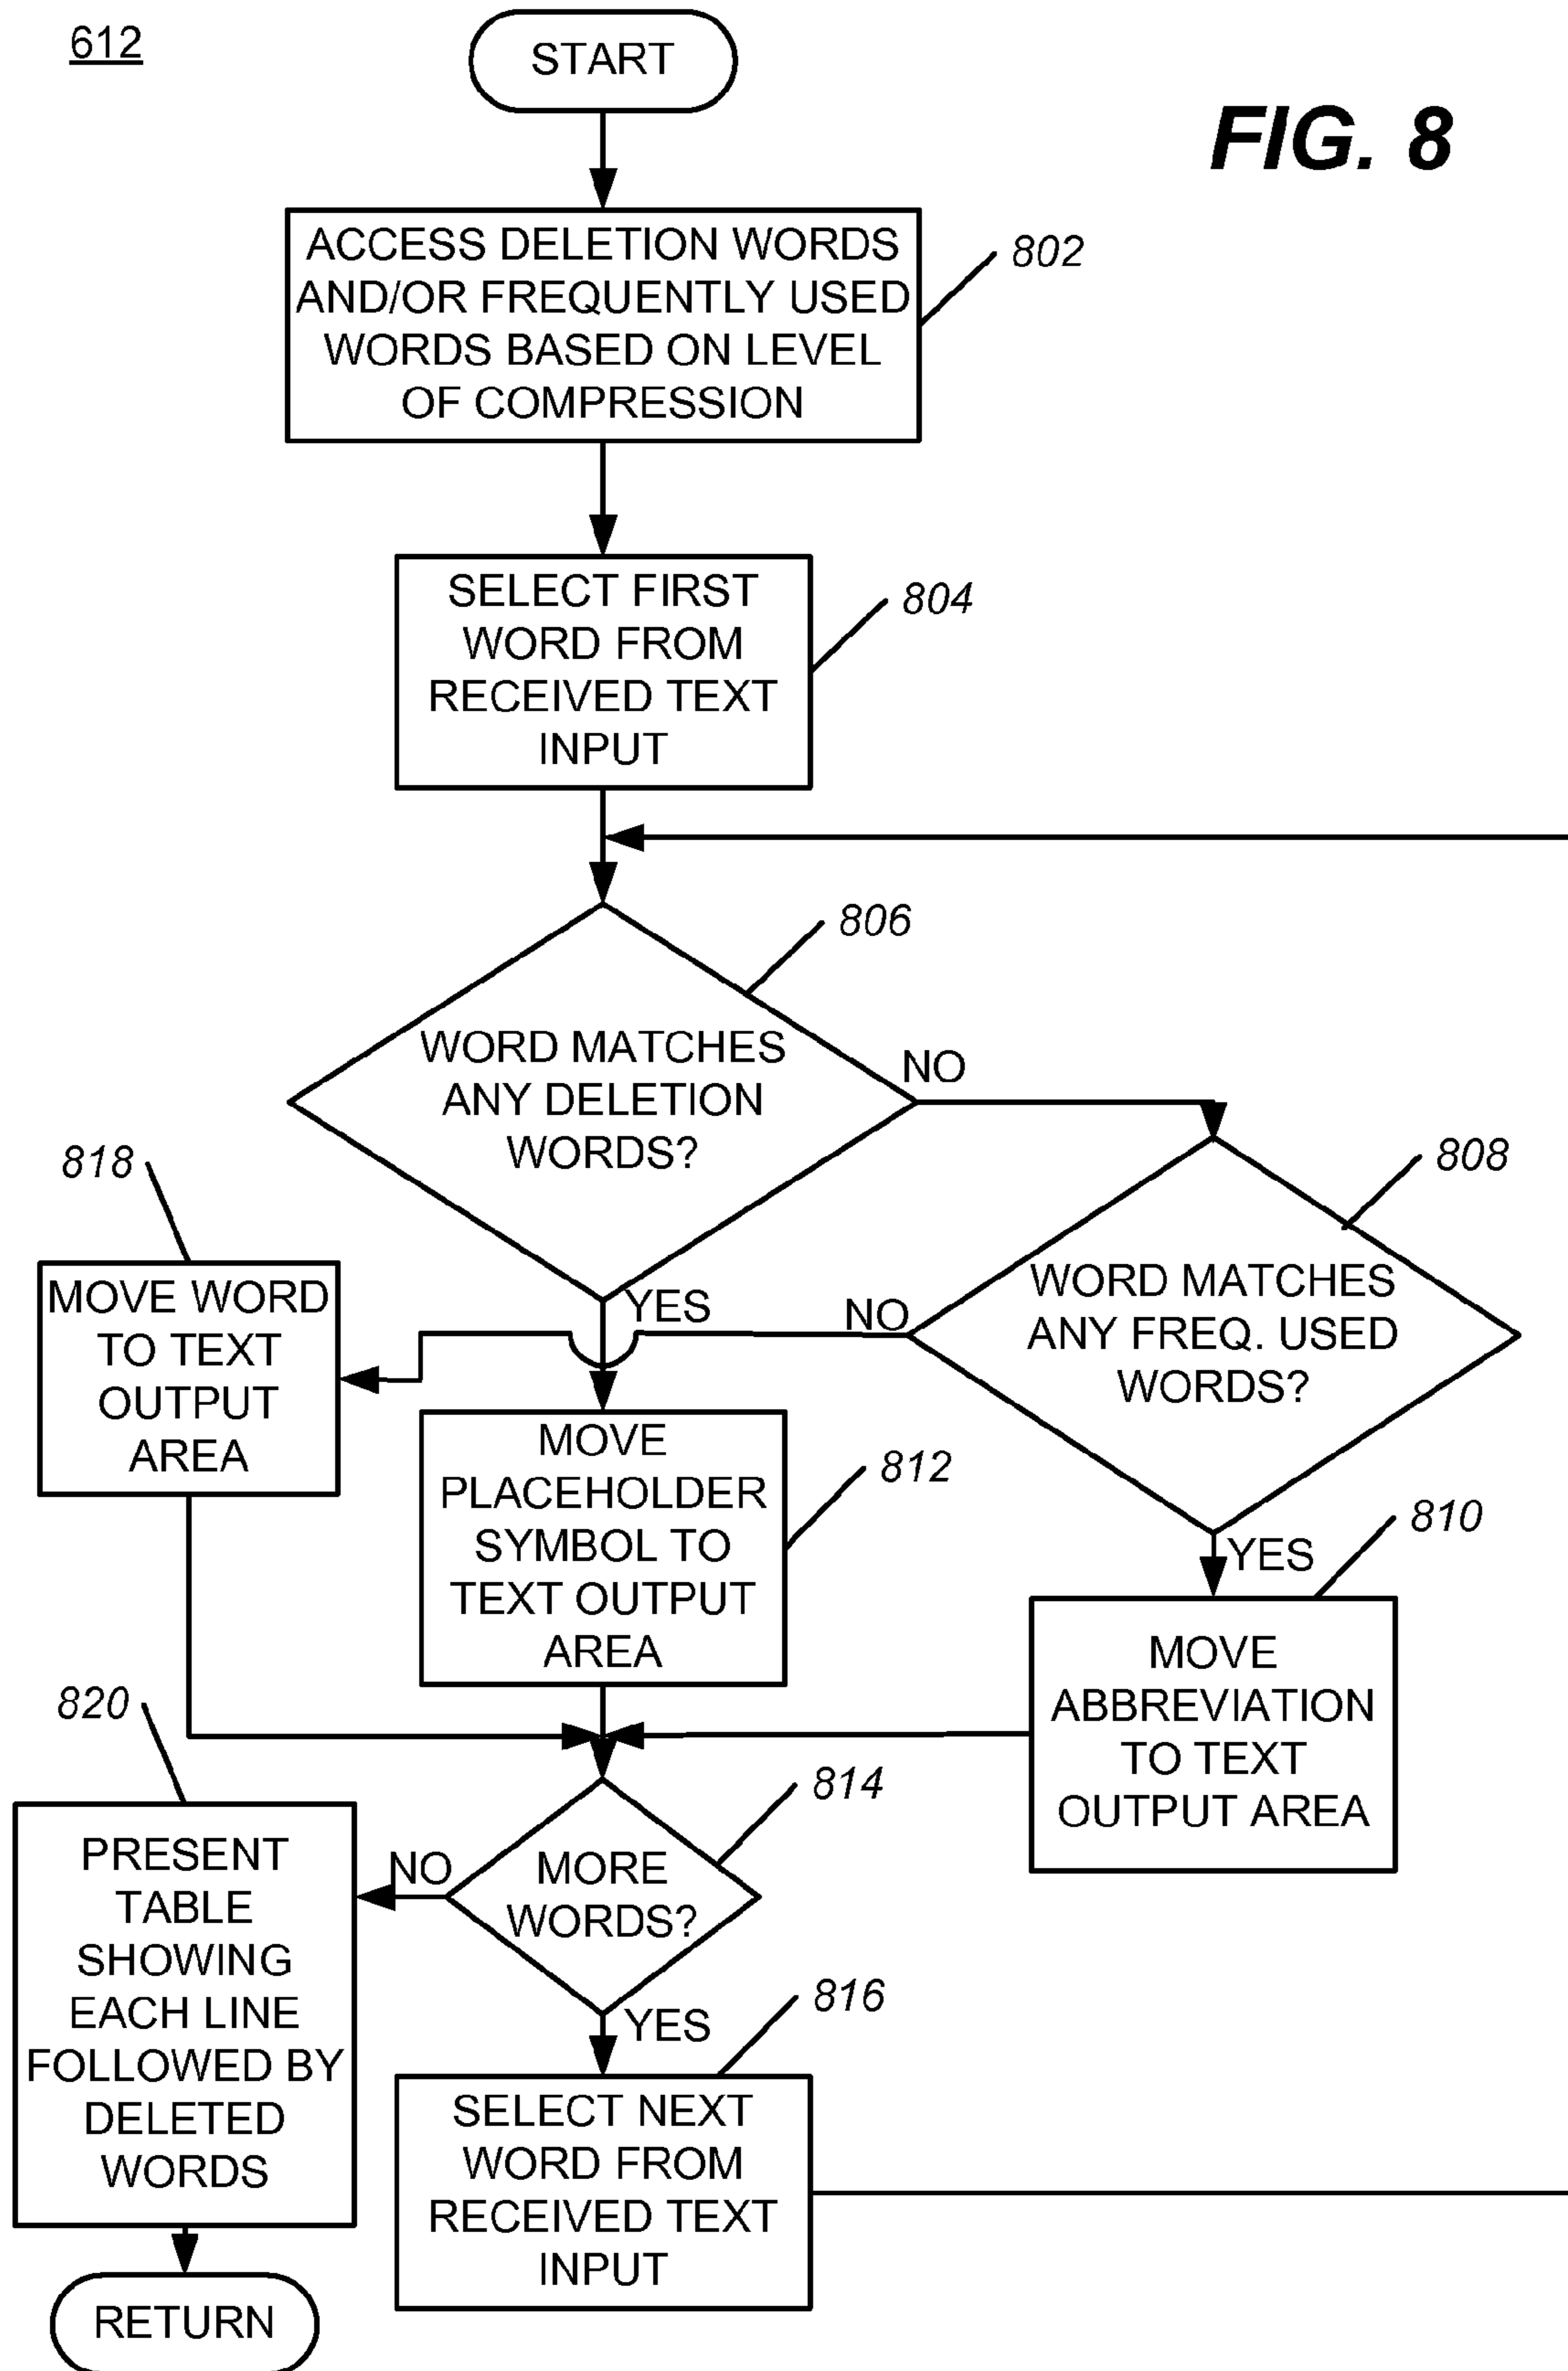 612
START
FIG. 8
ACCESS DELETION WORDS
AND/OR FREQUENTLY USED
WORDS BASED ON LEVEL
OF COMPRESSION
802
SELECT FIRST
WORD FROM
RECEIVED TEXT
INPUT
804
806
WORD MATCHES
ANY DELETION
WORDS?
NO
YES
808
WORD MATCHES
ANY FREQ. USED
WORDS?
NO
YES
818
MOVE WORD
TO TEXT
OUTPUT
AREA
MOVE
PLACEHOLDER
SYMBOL TO
TEXT OUTPUT
AREA
812
810
MOVE
ABBREVIATION
TO TEXT
OUTPUT AREA
820
PRESENT
TABLE
SHOWING
EACH LINE
FOLLOWED BY
DELETED
WORDS
814
MORE
WORDS?
NO
YES
816
SELECT NEXT
WORD FROM
RECEIVED TEXT
INPUT
RETURN